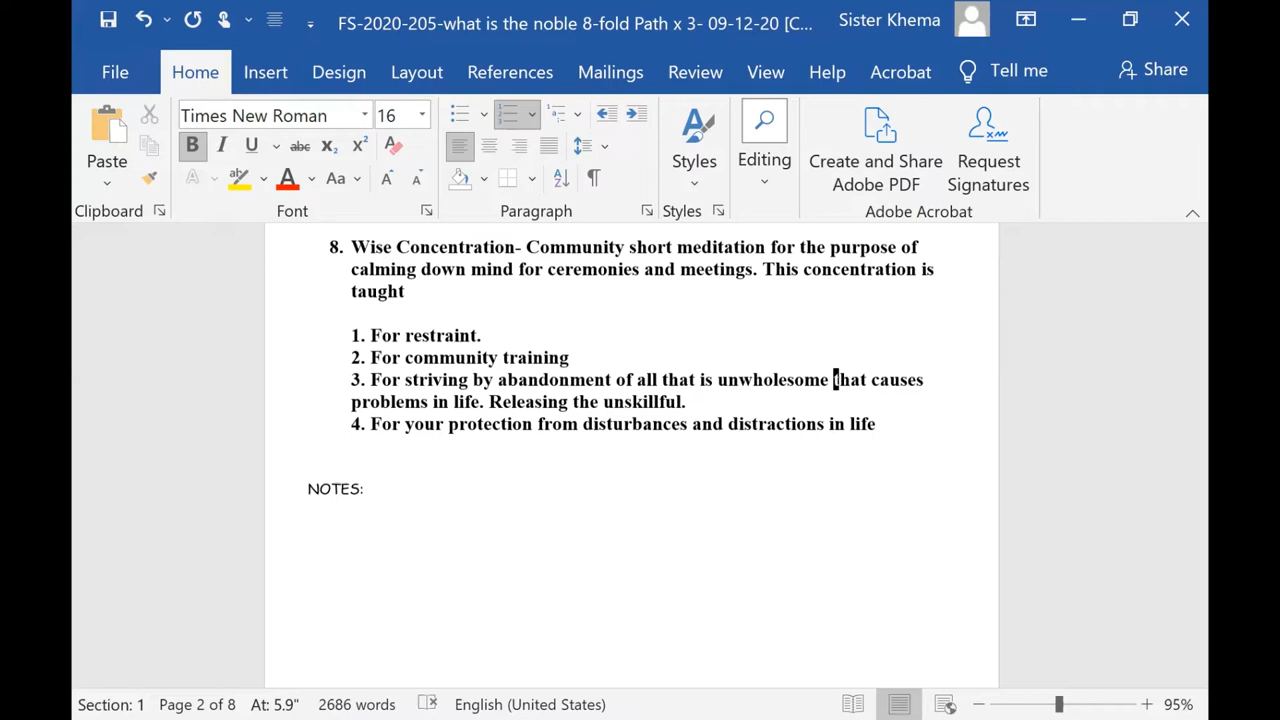 FS-2020-205-what is the noble 8-fold Path x 3- 09-12-20 [C...
Sister Khema
File Home Insert Design Layout References Mailings Review View Help Acrobat Tell me Share
Times New Roman 16
Paste
Styles
Editing
Create and Share Adobe PDF
Request Signatures
B I U abc x₂ x² A
A ab A Aa A A
Clipboard Font Paragraph Styles Adobe Acrobat
8. Wise Concentration- Community short meditation for the purpose of
calming down mind for ceremonies and meetings. This concentration is
taught
1. For restraint.
2. For community training
3. For striving by abandonment of all that is unwholesome that causes
problems in life. Releasing the unskillful.
4. For your protection from disturbances and distractions in life
NOTES:
Section: 1 Page 2 of 8 At: 5.9" 2686 words English (United States) 95%